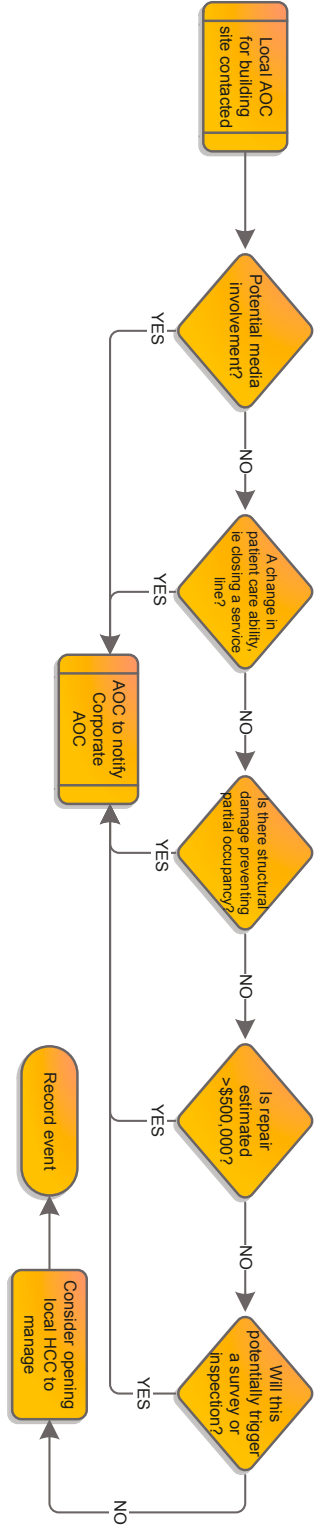 Local AOC
for building
site contacted
Potential media
involvement?
NO
A change in
patient care ability,
ie closing a service
line?
NO
Is there structural
damage preventing
partial occupancy?
NO
Is repair
estimated
>$500,000?
NO
Will this
potentially trigger
a survey or
inspection?
YES
YES
YES
YES
YES
NO
AOC to notify
Corporate
AOC
Consider opening
local HCC to
manage
Record event